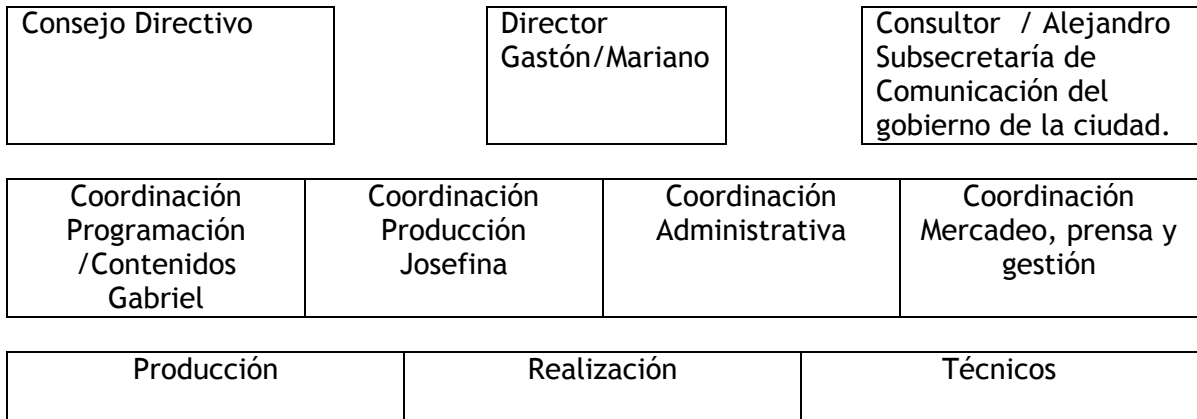 Consejo Directivo
Director
Gastón/Mariano
Consultor / Alejandro
Subsecretaría de
Comunicación del
gobierno de la ciudad.
Coordinación
Programación
/Contenidos
Gabriel
Coordinación
Producción
Josefina
Coordinación
Administrativa
Coordinación
Mercadeo, prensa y
gestión
Producción
Realización
Técnicos